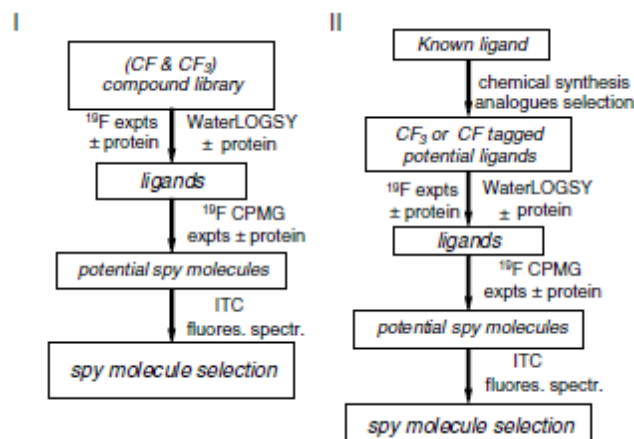 I
(CF & CF₃)
compound library
¹⁹F expts WaterLOGSY
± protein ± protein
ligands
¹⁹F CPMG
expts ± protein
potential spy molecules
ITC
fluores. spectr.
spy molecule selection
II
Known ligand
chemical synthesis
analogues selection
CF₃ or CF tagged
potential ligands
¹⁹F expts WaterLOGSY
± protein ± protein
ligands
¹⁹F CPMG
expts ± protein
potential spy molecules
ITC
fluores. spectr.
spy molecule selection